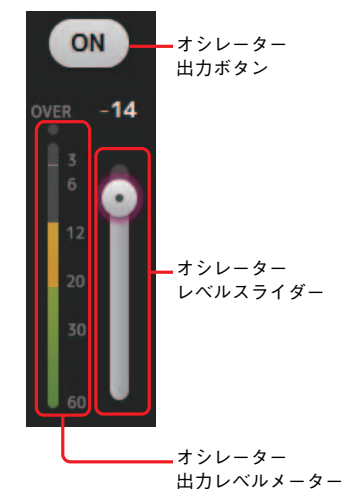 ON
オシレーター
出力ボタン
OVER -14
3
6
12
20
30
60
オシレーター
レベルスライダー
オシレーター
出力レベルメーター